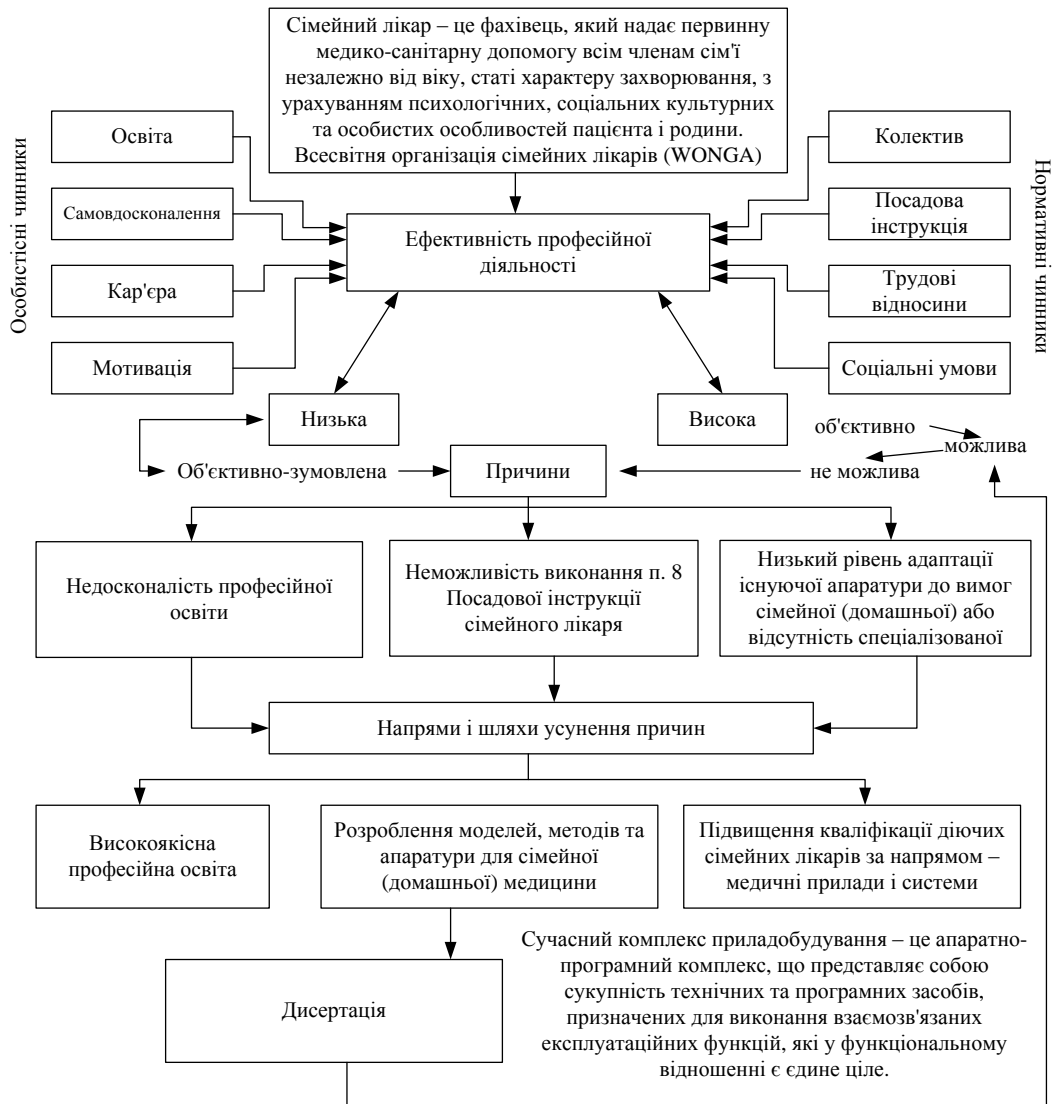 Сімейний лікар – це фахівець, який надає первинну
медико-санітарну допомогу всім членам сім'ї
незалежно від віку, статі характеру захворювання, з
урахуванням психологічних, соціальних культурних
та особистих особливостей пацієнта і родини.
Всесвітня організація сімейних лікарів (WONGA)
Особистісні чинники
Освіта
Самовдосконалення
Кар'єра
Мотивація
Ефективність професійної
діяльності
Колектив
Посадова
інструкція
Трудові
відносини
Соціальні умови
Нормативні чинники
Низька
Висока
об'єктивно
можлива
не можлива
Об'єктивно-зумовлена
Причини
Недосконалість професійної
освіти
Неможливість виконання п. 8
Посадової інструкції
сімейного лікаря
Низький рівень адаптації
існуючої апаратури до вимог
сімейної (домашньої) або
відсутність спеціалізованої
Напрями і шляхи усунення причин
Високоякісна
професійна освіта
Розроблення моделей, методів та
апаратури для сімейної
(домашньої) медицини
Підвищення кваліфікації діючих
сімейних лікарів за напрямом –
медичні прилади і системи
Дисертація
Сучасний комплекс приладобудування – це апаратно-
програмний комплекс, що представляє собою
сукупність технічних та програмних засобів,
призначених для виконання взаємозв'язаних
експлуатаційних функцій, які у функціональному
відношенні є єдине ціле.